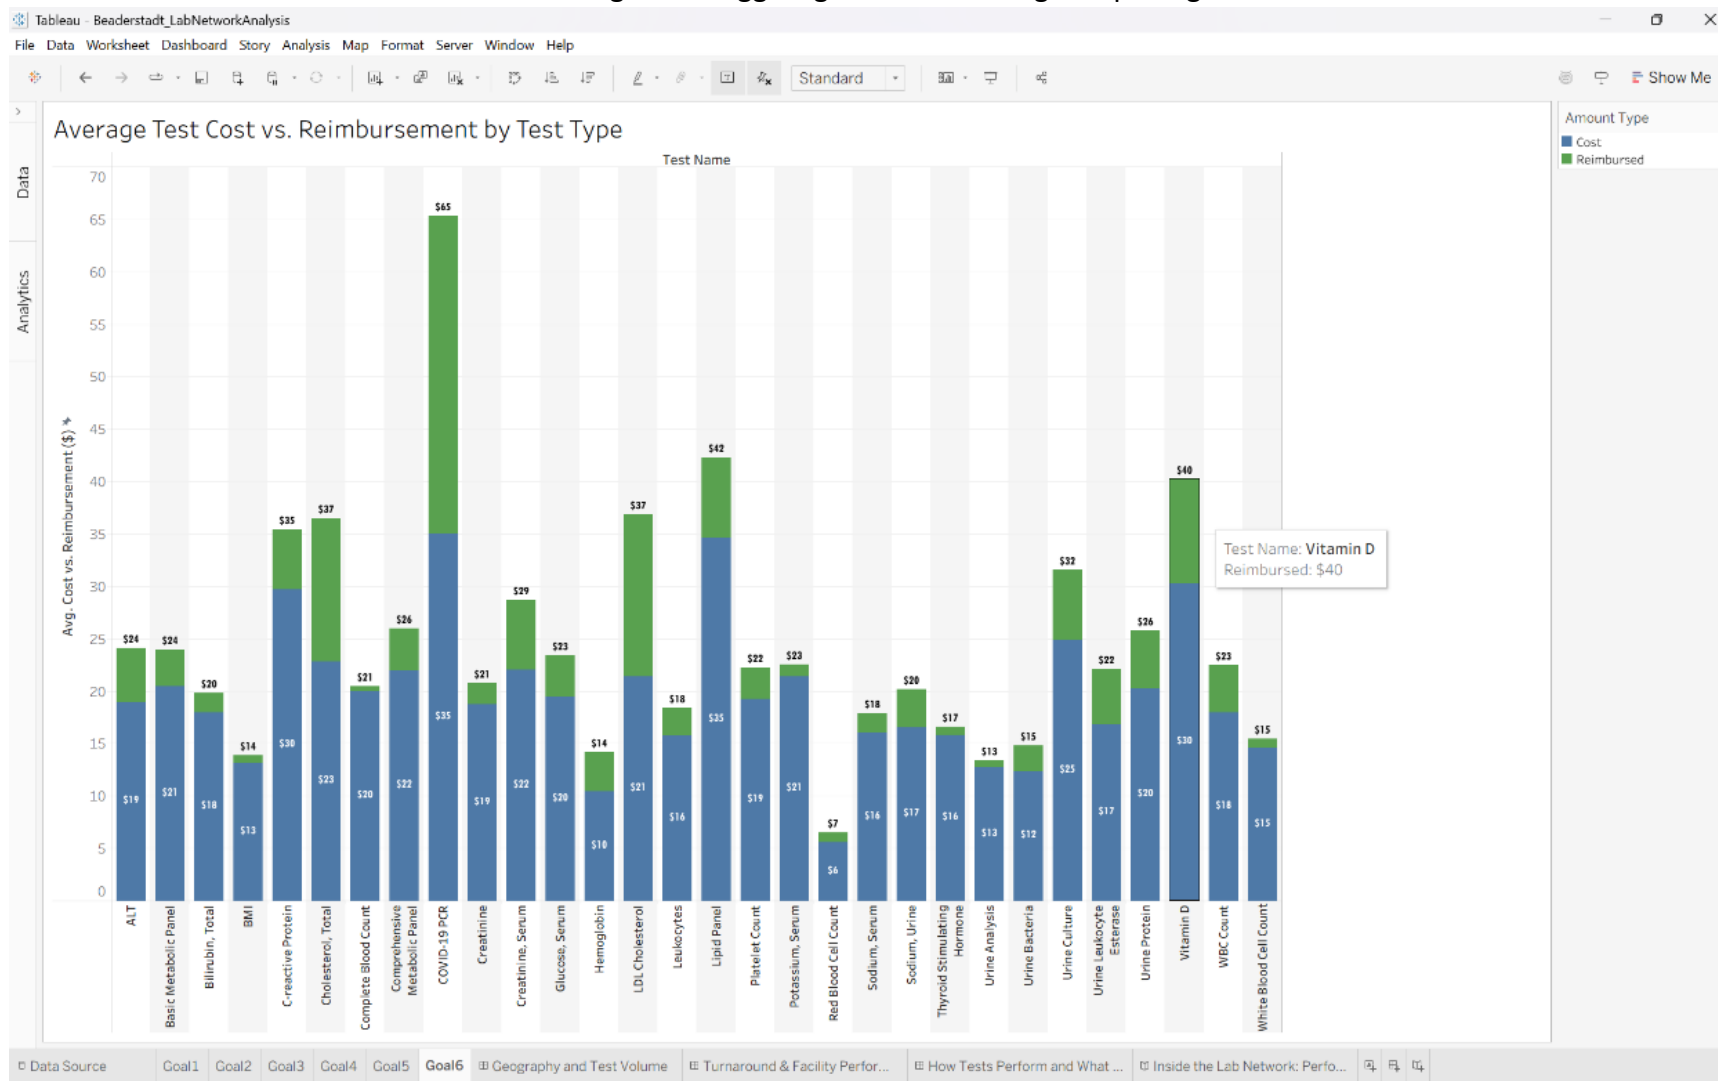 Tableau - Beaderstadt_LabNetworkAnalysis
File Data Worksheet Dashboard Story Analysis Map Format Server Window Help
Standard
Show Me
Data
Analytics
Average Test Cost vs. Reimbursement by Test Type
Test Name
Amount Type
Cost
Reimbursed
Avg. Cost vs. Reimbursement ($)
70
65
60
55
50
45
40
35
30
25
20
15
10
5
0
$24 $24 $20 $14 $35 $37 $21 $26 $65 $21 $29 $23 $14 $37 $18 $42 $22 $23 $7 $18 $20 $17 $13 $15 $32 $22 $26 $40 $23 $15
$19 $21 $18 $13 $30 $23 $20 $22 $35 $19 $22 $20 $10 $21 $16 $35 $19 $21 $6 $16 $17 $16 $13 $12 $25 $17 $20 $30 $18 $15
Test Name: Vitamin D
Reimbursed: $40
ALT
Basic Metabolic Panel
Bilirubin, Total
BMI
C-reactive Protein
Cholesterol, Total
Complete Blood Count
Comprehensive
Metabolic Panel
COVID-19 PCR
Creatinine
Creatinine, Serum
Glucose, Serum
Hemoglobin
LDL Cholesterol
Leukocytes
Lipid Panel
Platelet Count
Potassium, Serum
Red Blood Cell Count
Sodium, Serum
Sodium, Urine
Thyroid Stimulating
Hormone
Urine Analysis
Urine Bacteria
Urine Culture
Urine Leukocyte
Esterase
Urine Protein
Vitamin D
WBC Count
White Blood Cell Count
Data Source Goal1 Goal2 Goal3 Goal4 Goal5 Goal6 Geography and Test Volume Turnaround & Facility Perfor... How Tests Perform and What ... Inside the Lab Network: Perfo...